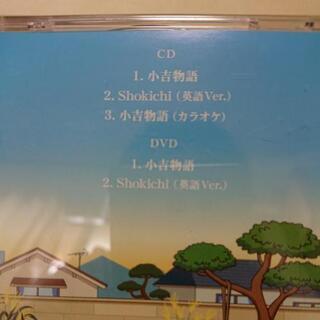 CD
1. 小吉物語
2. Shokichi（英語Ver.）
3. 小吉物語（カラオケ）
DVD
1. 小吉物語
2. Shokichi（英語Ver.）